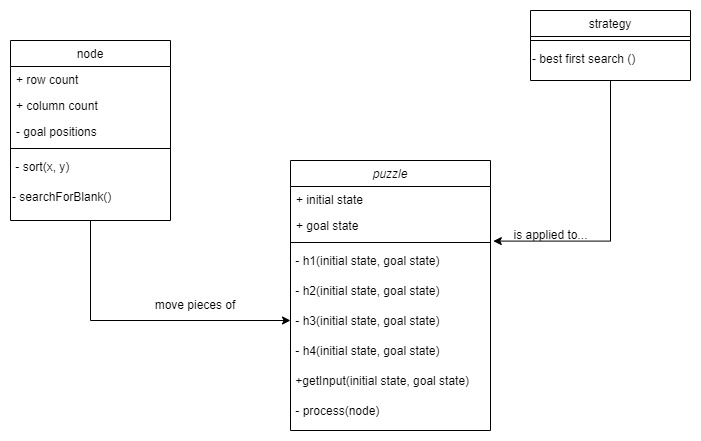 node
+ row count
+ column count
- goal positions
- sort(x, y)
- searchForBlank()
strategy
- best first search ()
puzzle
+ initial state
+ goal state
- h1(initial state, goal state)
- h2(initial state, goal state)
- h3(initial state, goal state)
- h4(initial state, goal state)
+getInput(initial state, goal state)
- process(node)
move pieces of
is applied to...